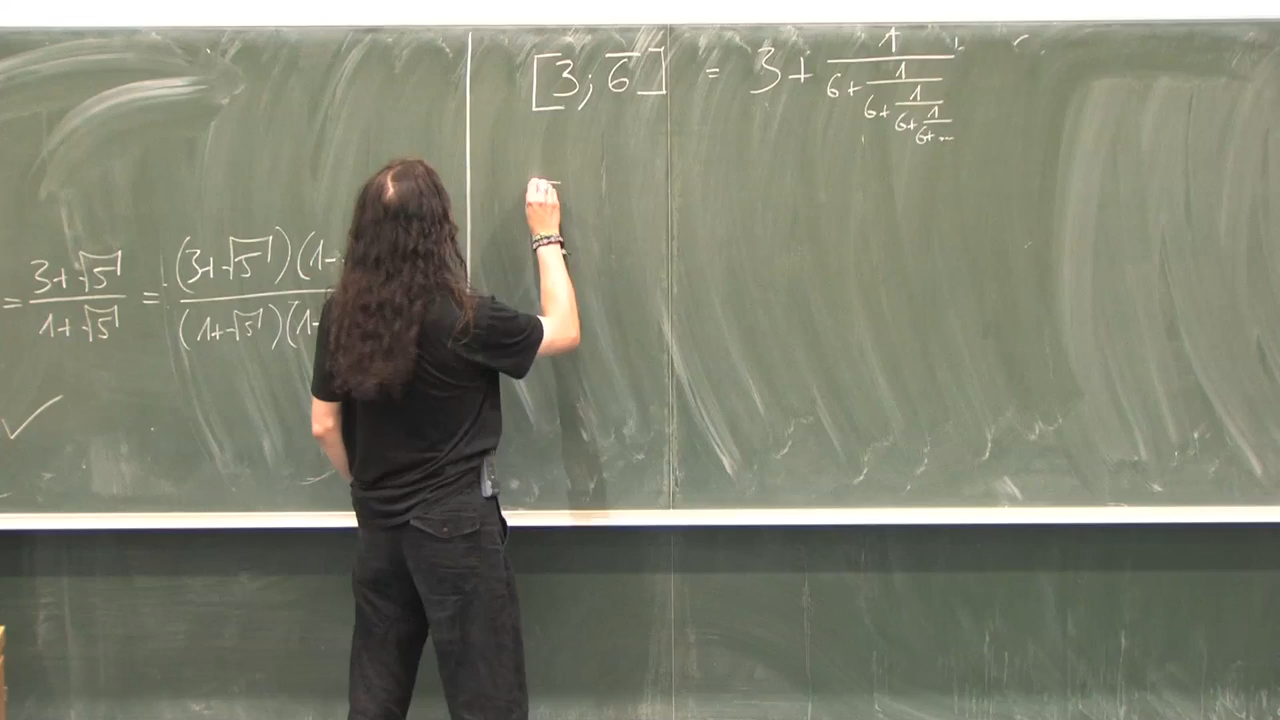 = (3+√5)/(1+√5) = (3+√5)(1-
(1+√5)(1-
✓
[3; 6̅] = 3 + 1/(6 + 1/(6 + 1/(6 + 1/(6 + ...